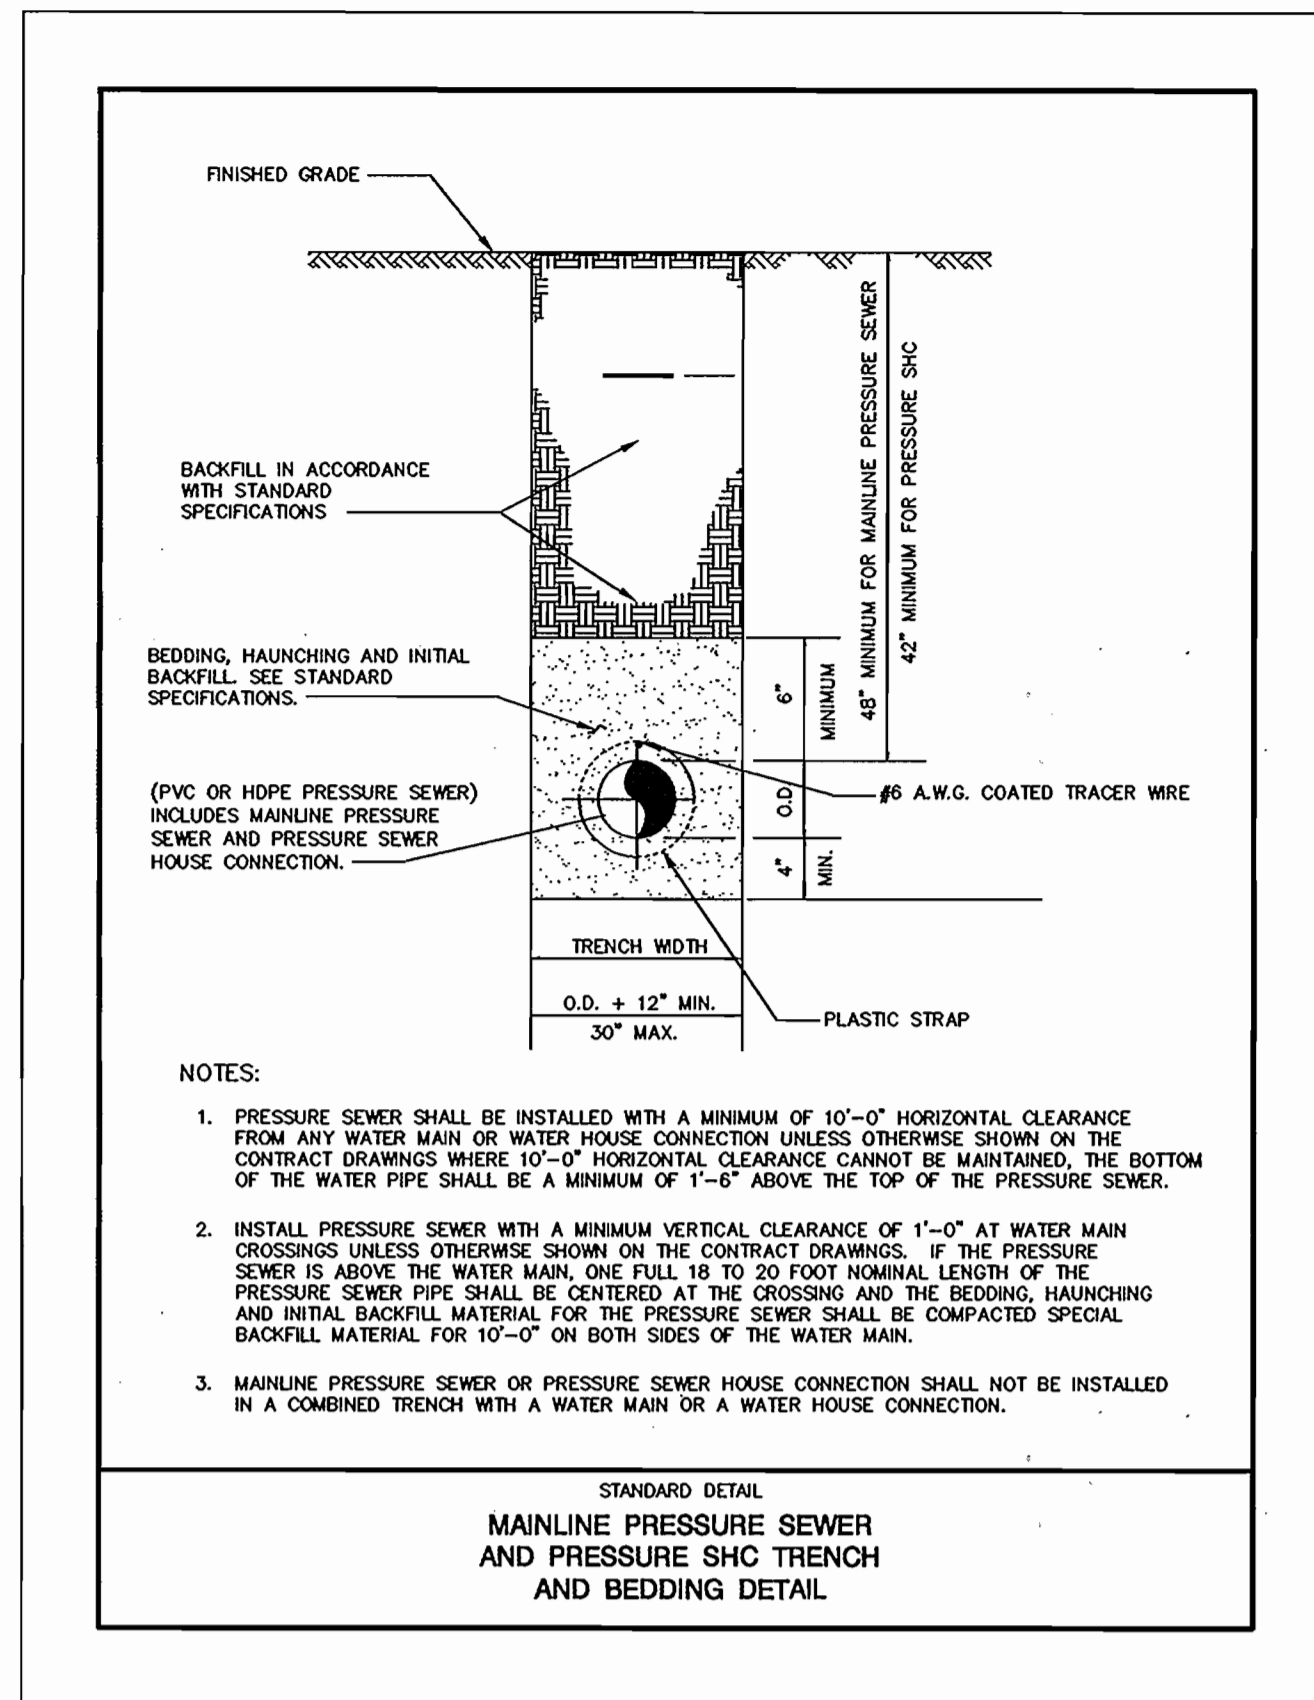 FINISHED GRADE
48" MINIMUM FOR MAINLINE PRESSURE SEWER
42" MINIMUM FOR PRESSURE SHC
BACKFILL IN ACCORDANCE
WITH STANDARD
SPECIFICATIONS
BEDDING, HAUNCHING AND INITIAL
BACKFILL. SEE STANDARD
SPECIFICATIONS.
6"
MINIMUM
(PVC OR HDPE PRESSURE SEWER)
INCLUDES MAINLINE PRESSURE
SEWER AND PRESSURE SEWER
HOUSE CONNECTION.
O.D.
#6 A.W.G. COATED TRACER WIRE
4"
MIN.
TRENCH WIDTH
O.D. + 12" MIN.
30" MAX.
PLASTIC STRAP
NOTES:
1. PRESSURE SEWER SHALL BE INSTALLED WITH A MINIMUM OF 10'-0" HORIZONTAL CLEARANCE
FROM ANY WATER MAIN OR WATER HOUSE CONNECTION UNLESS OTHERWISE SHOWN ON THE
CONTRACT DRAWINGS WHERE 10'-0" HORIZONTAL CLEARANCE CANNOT BE MAINTAINED, THE BOTTOM
OF THE WATER PIPE SHALL BE A MINIMUM OF 1'-6" ABOVE THE TOP OF THE PRESSURE SEWER.
2. INSTALL PRESSURE SEWER WITH A MINIMUM VERTICAL CLEARANCE OF 1'-0" AT WATER MAIN
CROSSINGS UNLESS OTHERWISE SHOWN ON THE CONTRACT DRAWINGS. IF THE PRESSURE
SEWER IS ABOVE THE WATER MAIN, ONE FULL 18 TO 20 FOOT NOMINAL LENGTH OF THE
PRESSURE SEWER PIPE SHALL BE CENTERED AT THE CROSSING AND THE BEDDING, HAUNCHING
AND INITIAL BACKFILL MATERIAL FOR THE PRESSURE SEWER SHALL BE COMPACTED SPECIAL
BACKFILL MATERIAL FOR 10'-0" ON BOTH SIDES OF THE WATER MAIN.
3. MAINLINE PRESSURE SEWER OR PRESSURE SEWER HOUSE CONNECTION SHALL NOT BE INSTALLED
IN A COMBINED TRENCH WITH A WATER MAIN OR A WATER HOUSE CONNECTION.
STANDARD DETAIL
MAINLINE PRESSURE SEWER
AND PRESSURE SHC TRENCH
AND BEDDING DETAIL